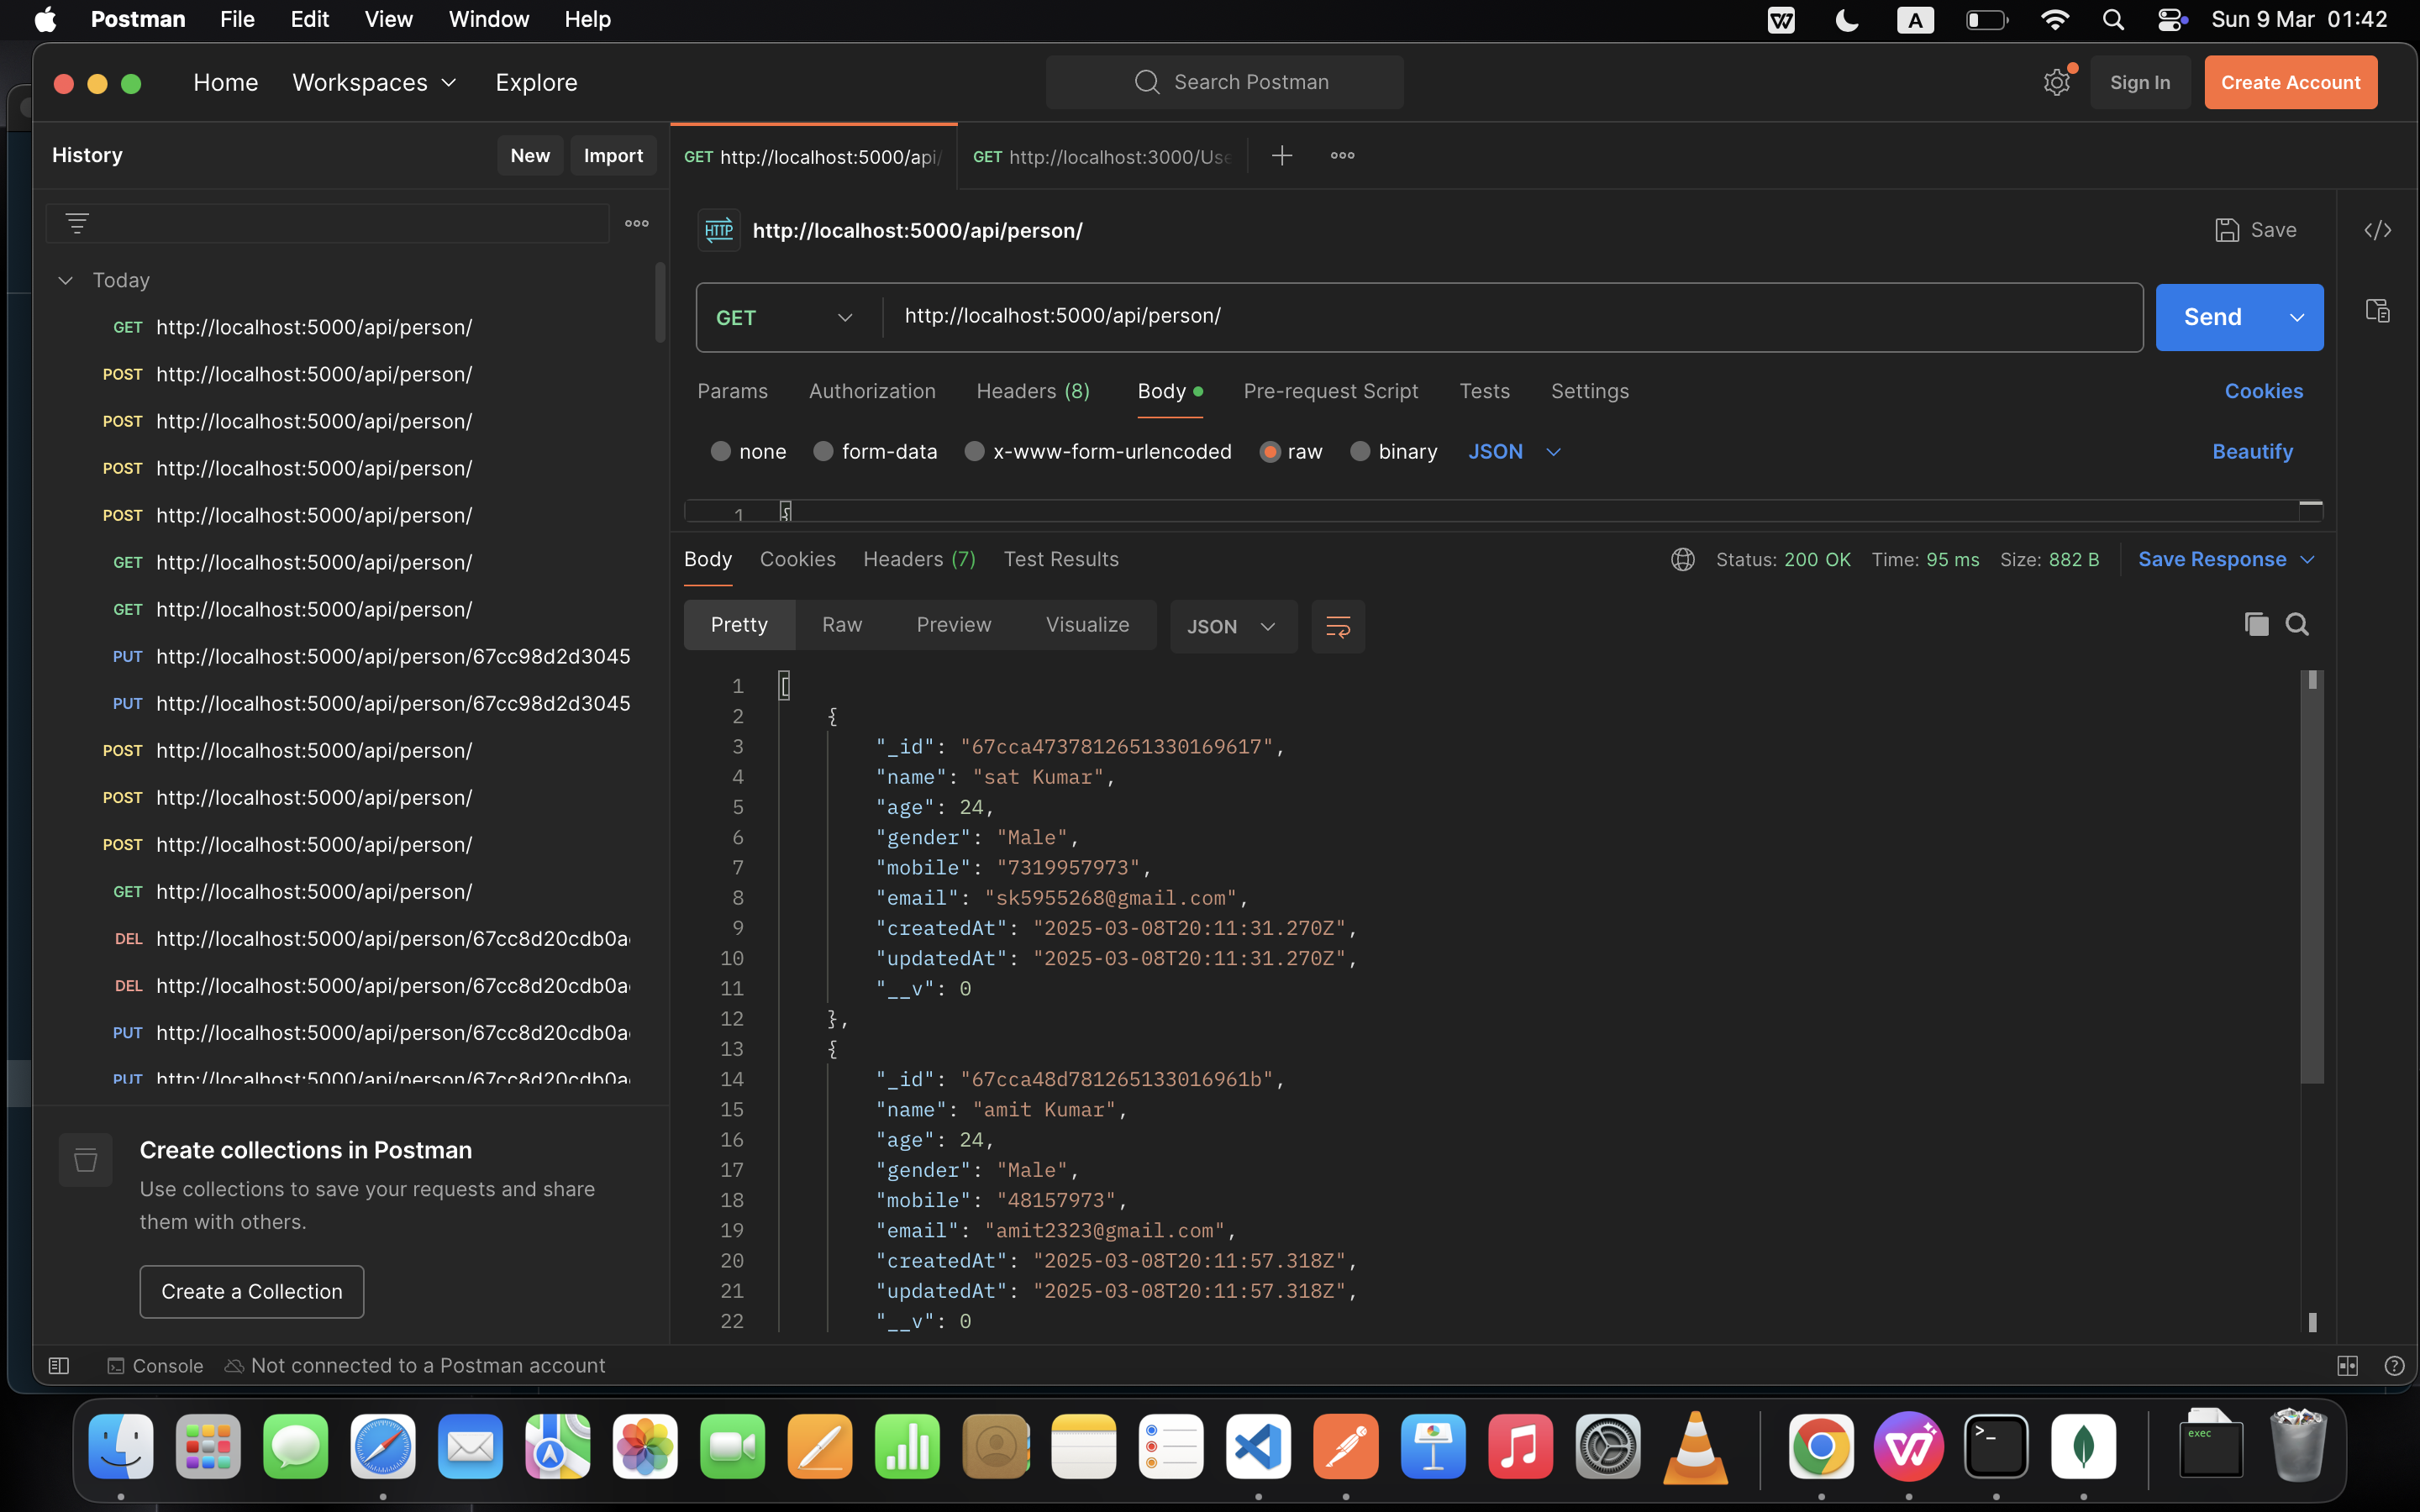 Postman File Edit View Window Help A Sun 9 Mar 01:42
Home Workspaces Explore Search Postman Sign In Create Account
History New Import
GET http://localhost:5000/api/ GET http://localhost:3000/Use
http://localhost:5000/api/person/ Save
Today
GET http://localhost:5000/api/person/
POST http://localhost:5000/api/person/
POST http://localhost:5000/api/person/
POST http://localhost:5000/api/person/
POST http://localhost:5000/api/person/
GET http://localhost:5000/api/person/
GET http://localhost:5000/api/person/
PUT http://localhost:5000/api/person/67cc98d2d3045
PUT http://localhost:5000/api/person/67cc98d2d3045
POST http://localhost:5000/api/person/
POST http://localhost:5000/api/person/
POST http://localhost:5000/api/person/
GET http://localhost:5000/api/person/
DEL http://localhost:5000/api/person/67cc8d20cdb0a
DEL http://localhost:5000/api/person/67cc8d20cdb0a
PUT http://localhost:5000/api/person/67cc8d20cdb0a
PUT http://localhost:5000/api/person/67cc8d20cdb0a
Create collections in Postman
Use collections to save your requests and share
them with others.
Create a Collection
HTTP
GET http://localhost:5000/api/person/ Send
Params Authorization Headers (8) Body Pre-request Script Tests Settings Cookies
none form-data x-www-form-urlencoded raw binary JSON Beautify
1 {
Body Cookies Headers (7) Test Results Status: 200 OK Time: 95 ms Size: 882 B Save Response
Pretty Raw Preview Visualize JSON
1 [
2 {
3 "_id": "67cca4737812651330169617",
4 "name": "sat Kumar",
5 "age": 24,
6 "gender": "Male",
7 "mobile": "7319957973",
8 "email": "sk5955268@gmail.com",
9 "createdAt": "2025-03-08T20:11:31.270Z",
10 "updatedAt": "2025-03-08T20:11:31.270Z",
11 "__v": 0
12 },
13 {
14 "_id": "67cca48d781265133016961b",
15 "name": "amit Kumar",
16 "age": 24,
17 "gender": "Male",
18 "mobile": "48157973",
19 "email": "amit2323@gmail.com",
20 "createdAt": "2025-03-08T20:11:57.318Z",
21 "updatedAt": "2025-03-08T20:11:57.318Z",
22 "__v": 0
Console Not connected to a Postman account
exec